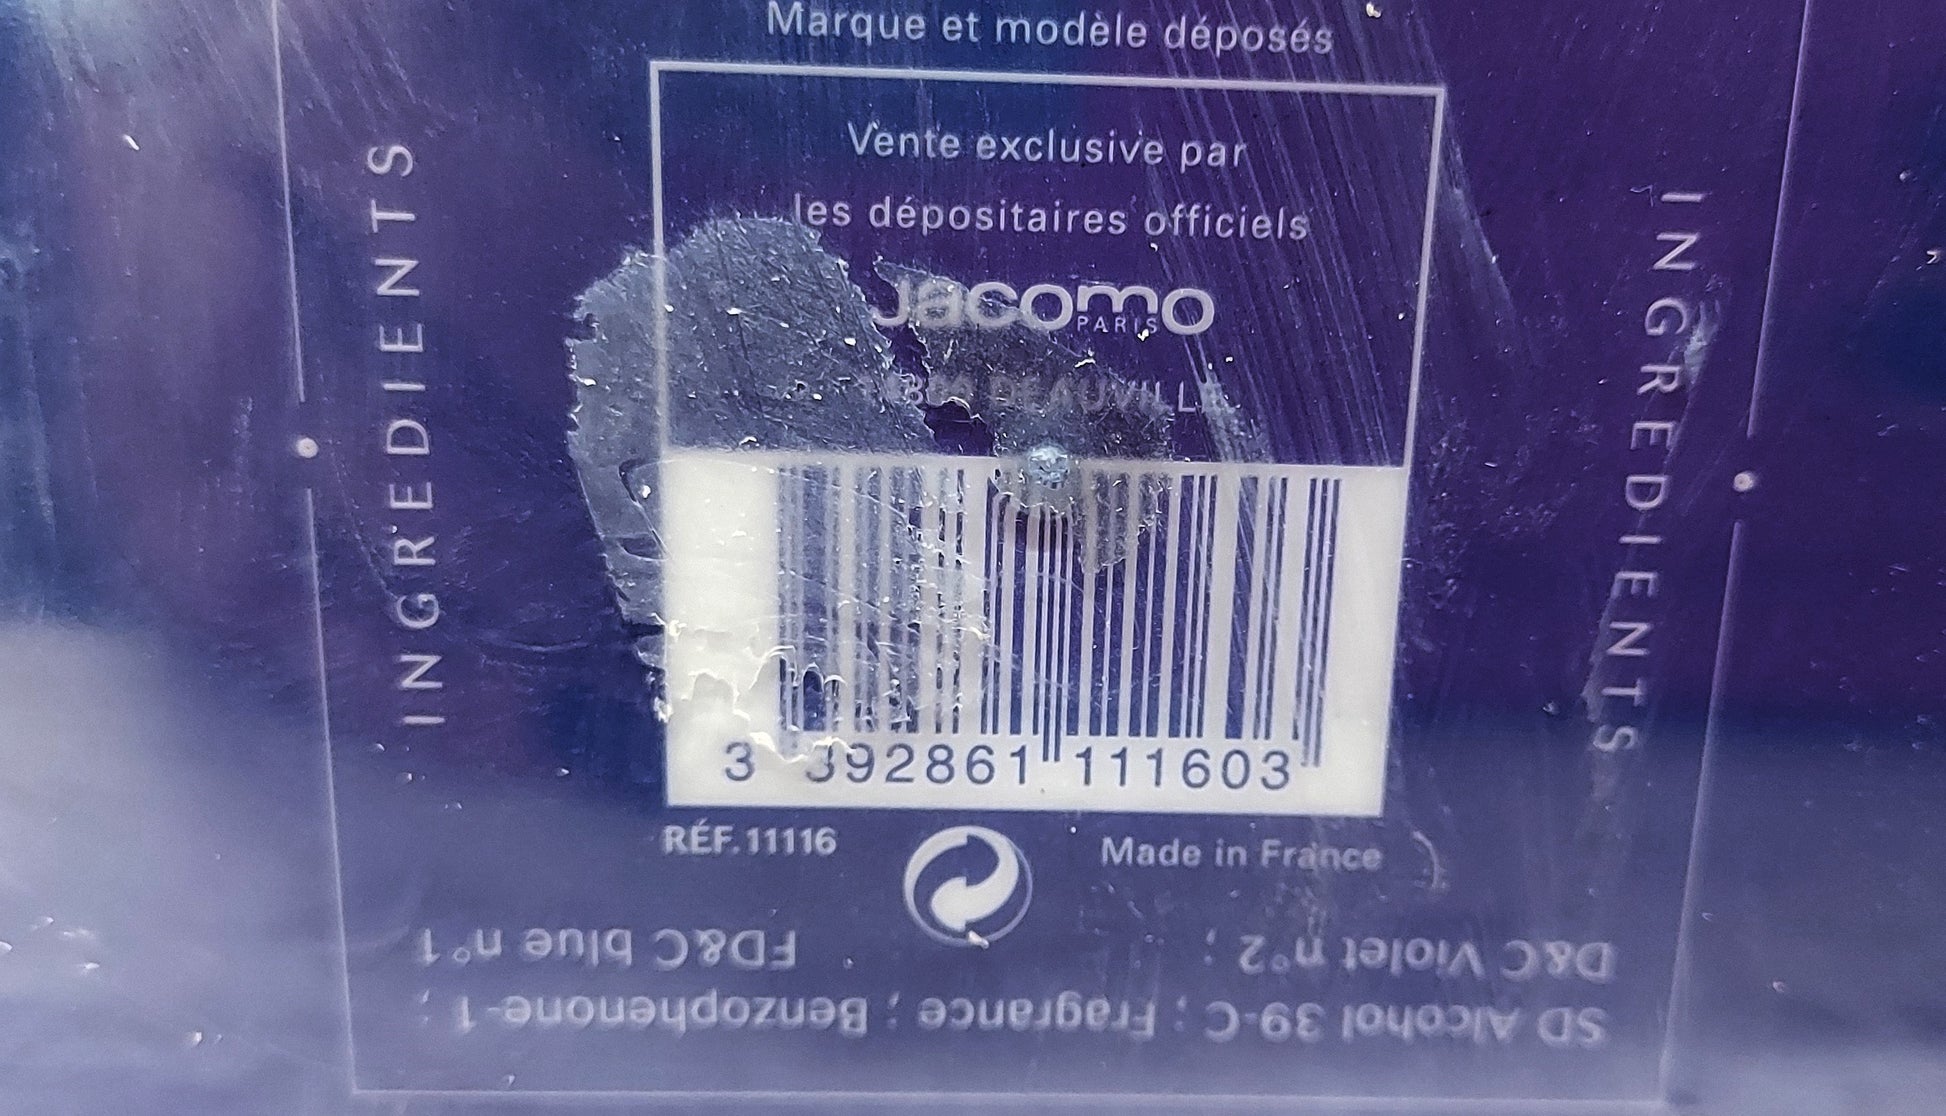 Marque et modèle déposés
Vente exclusive par
les dépositaires officiels
Jacomo
PARIS
DEAUVILLE
3 392861 111603
RÉF. 11116
Made in France
INGREDIENTS
INGREDIENTS
SD Alcohol 39-C ; Fragrance ; Benzophenone-1 ;
D&C Violet n°2 ; FD&C blue n°1